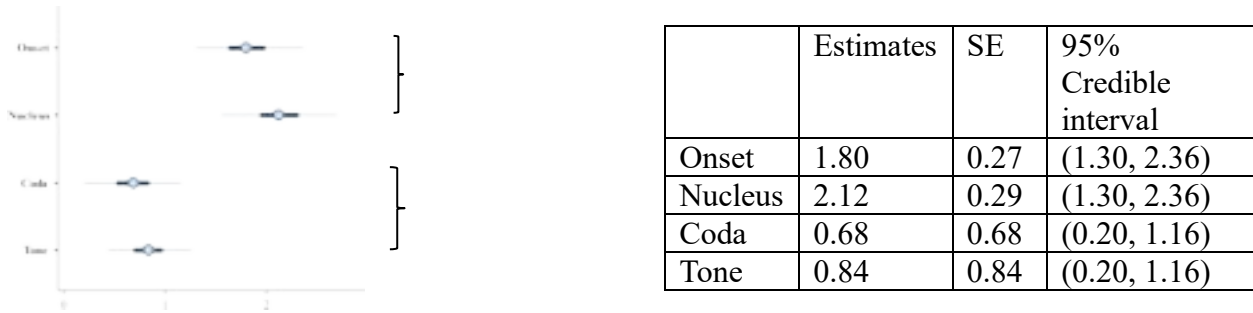 Onset
Nucleus
Coda
Tone
0 1 2
Estimates SE 95%
Credible
interval
Onset 1.80 0.27 (1.30, 2.36)
Nucleus 2.12 0.29 (1.30, 2.36)
Coda 0.68 0.68 (0.20, 1.16)
Tone 0.84 0.84 (0.20, 1.16)